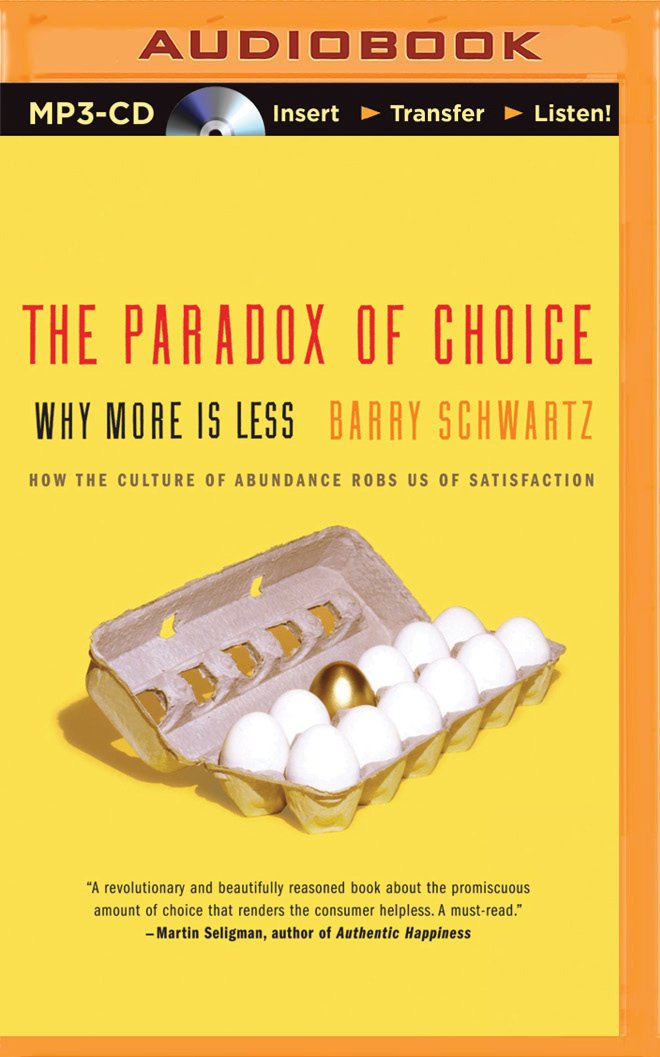 AUDIOBOOK
MP3-CD Insert Transfer Listen!
THE PARADOX OF CHOICE
WHY MORE IS LESS BARRY SCHWARTZ
HOW THE CULTURE OF ABUNDANCE ROBS US OF SATISFACTION
“A revolutionary and beautifully reasoned book about the promiscuous
amount of choice that renders the consumer helpless. A must-read.”
–Martin Seligman, author of Authentic Happiness